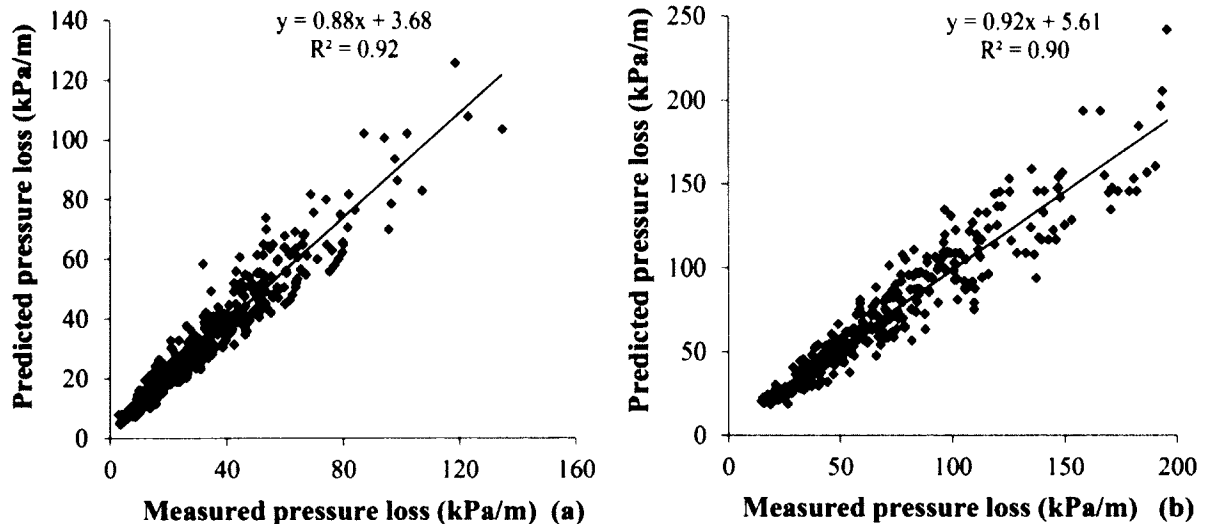 y = 0.88x + 3.68
R² = 0.92
Predicted pressure loss (kPa/m)
140
120
100
80
60
40
20
0
0 40 80 120 160
Measured pressure loss (kPa/m) (a)
y = 0.92x + 5.61
R² = 0.90
Predicted pressure loss (kPa/m)
250
200
150
100
50
0
0 50 100 150 200
Measured pressure loss (kPa/m) (b)